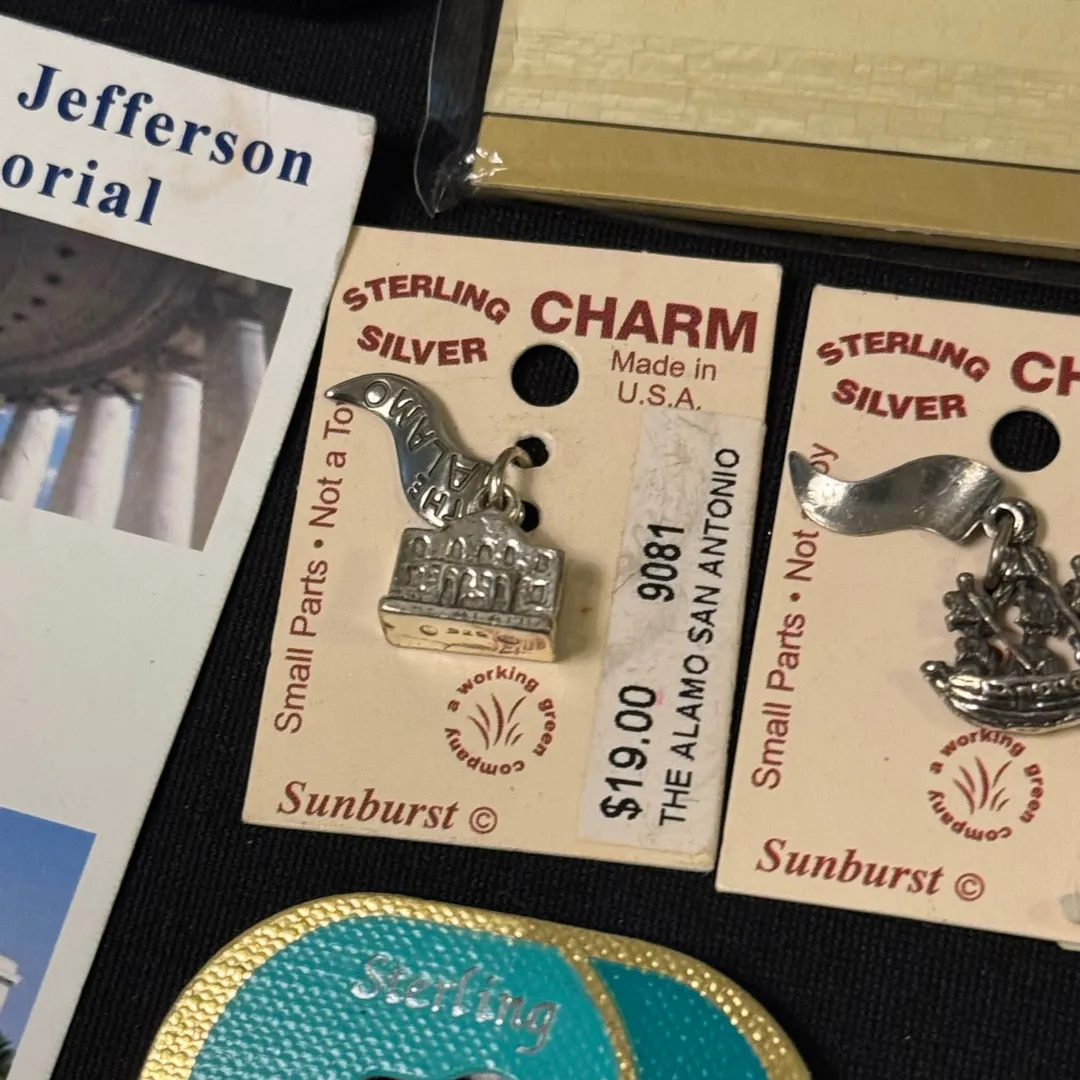 Jefferson
orial
STERLING
SILVER
CHARM
Made in
U.S.A.
THE ALAMO
Small Parts • Not a To
9081
$19.00
THE ALAMO SAN ANTONIO
a working green company
Sunburst ©
STERLING
SILVER
CH
Small Parts • Not
oy
a working green company
Sunburst ©
Sterling